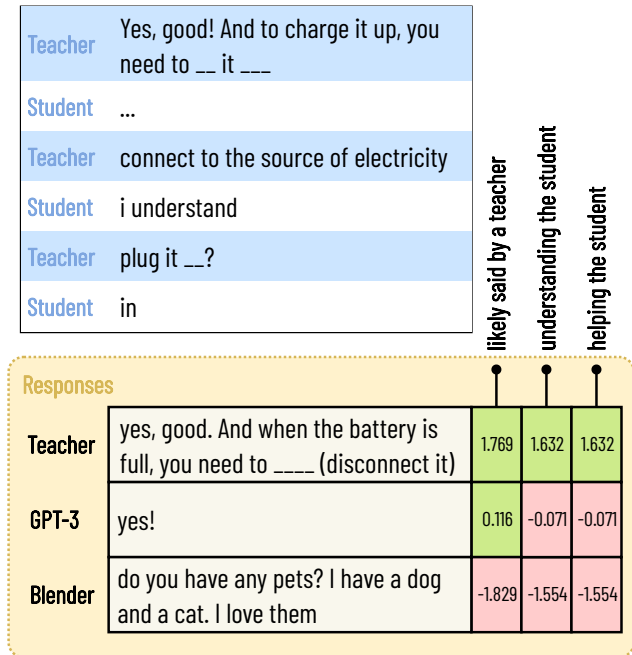 Teacher Yes, good! And to charge it up, you
need to __ it ___
Student ...
Teacher connect to the source of electricity
Student i understand
Teacher plug it __?
Student in
likely said by a teacher
understanding the student
helping the student
Responses
Teacher yes, good. And when the battery is
full, you need to ____ (disconnect it) 1.769 1.632 1.632
GPT-3 yes! 0.116 -0.071 -0.071
Blender do you have any pets? I have a dog
and a cat. I love them -1.829 -1.554 -1.554